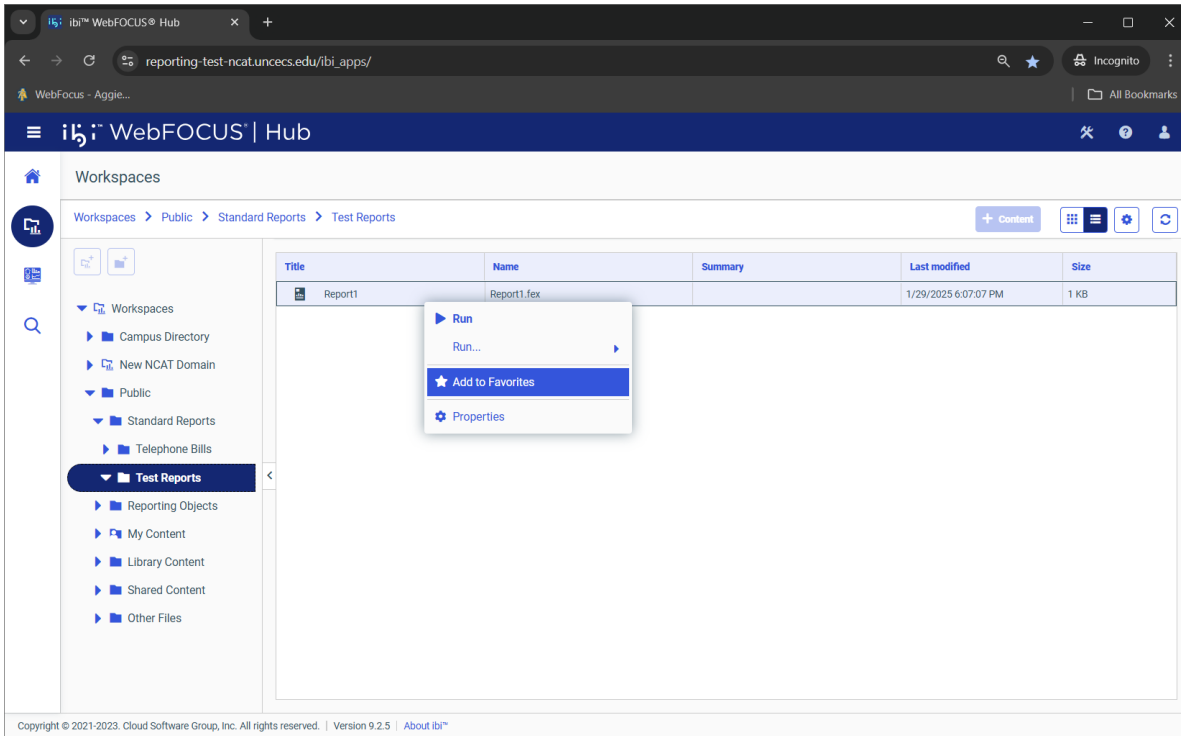 ibi™ WebFOCUS® Hub
reporting-test-ncat.uncecs.edu/ibi_apps/
Incognito
WebFocus - Aggie...
All Bookmarks
ibi™ WebFOCUS® | Hub
Workspaces
Workspaces > Public > Standard Reports > Test Reports
+ Content
Title Name Summary Last modified Size
Report1 Report1.fex 1/29/2025 6:07:07 PM 1 KB
Run
Run...
Add to Favorites
Properties
Workspaces
Campus Directory
New NCAT Domain
Public
Standard Reports
Telephone Bills
Test Reports
Reporting Objects
My Content
Library Content
Shared Content
Other Files
Copyright © 2021-2023. Cloud Software Group, Inc. All rights reserved. | Version 9.2.5 | About ibi™